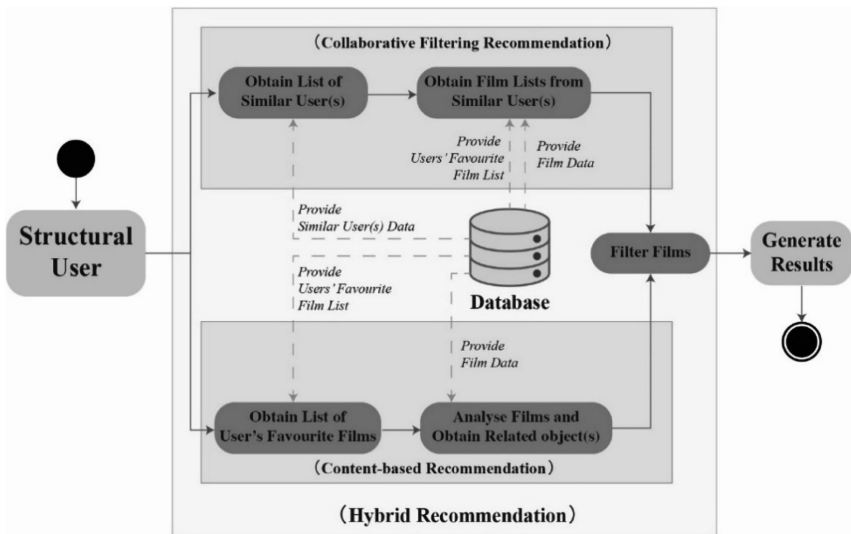 (Collaborative Filtering Recommendation)
Obtain List of
Similar User(s)
Obtain Film Lists from
Similar User(s)
Provide
Users' Favourite
Film List
Provide
Film Data
Structural
User
Provide
Similar User(s) Data
Provide
Users' Favourite
Film List
Database
Filter Films
Generate
Results
Provide
Film Data
Obtain List of
User's Favourite Films
Analyse Films and
Obtain Related object(s)
(Content-based Recommendation)
(Hybrid Recommendation)